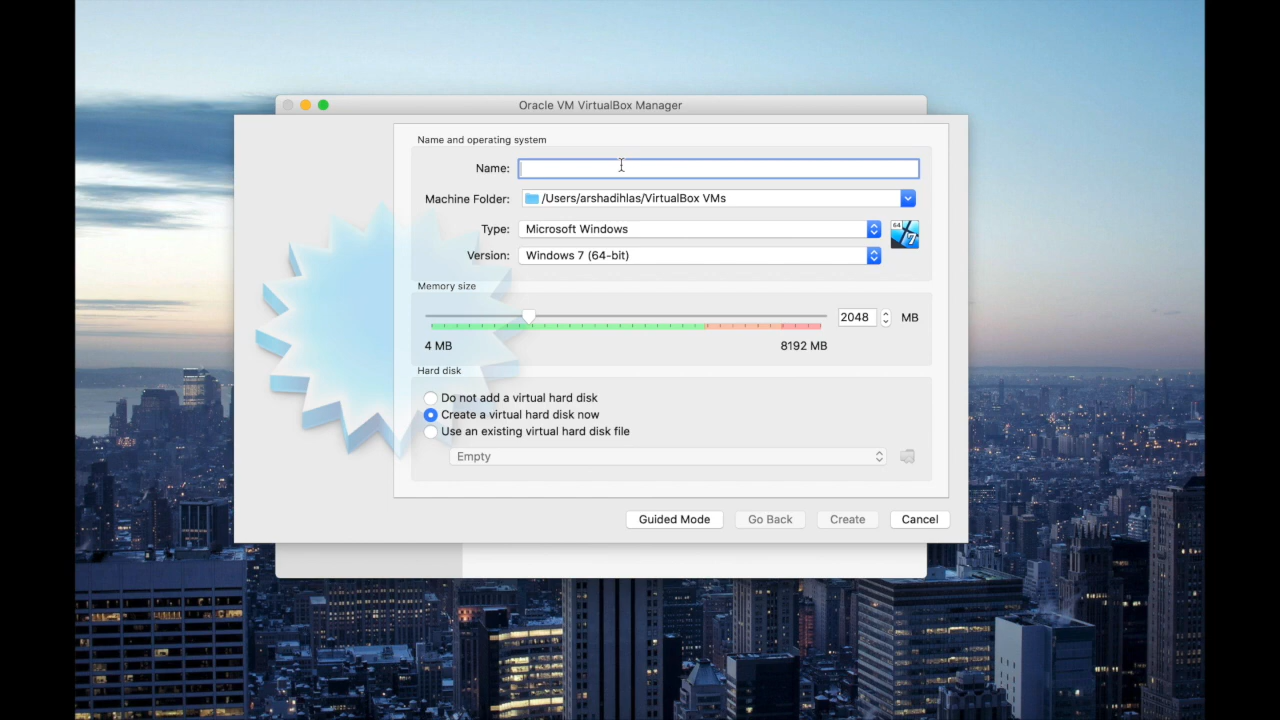 Oracle VM VirtualBox Manager
Name and operating system
Name:
Machine Folder: /Users/arshadihlas/VirtualBox VMs
Type: Microsoft Windows
64
7
Version: Windows 7 (64-bit)
Memory size
2048 MB
4 MB 8192 MB
Hard disk
Do not add a virtual hard disk
Create a virtual hard disk now
Use an existing virtual hard disk file
Empty
Guided Mode Go Back Create Cancel